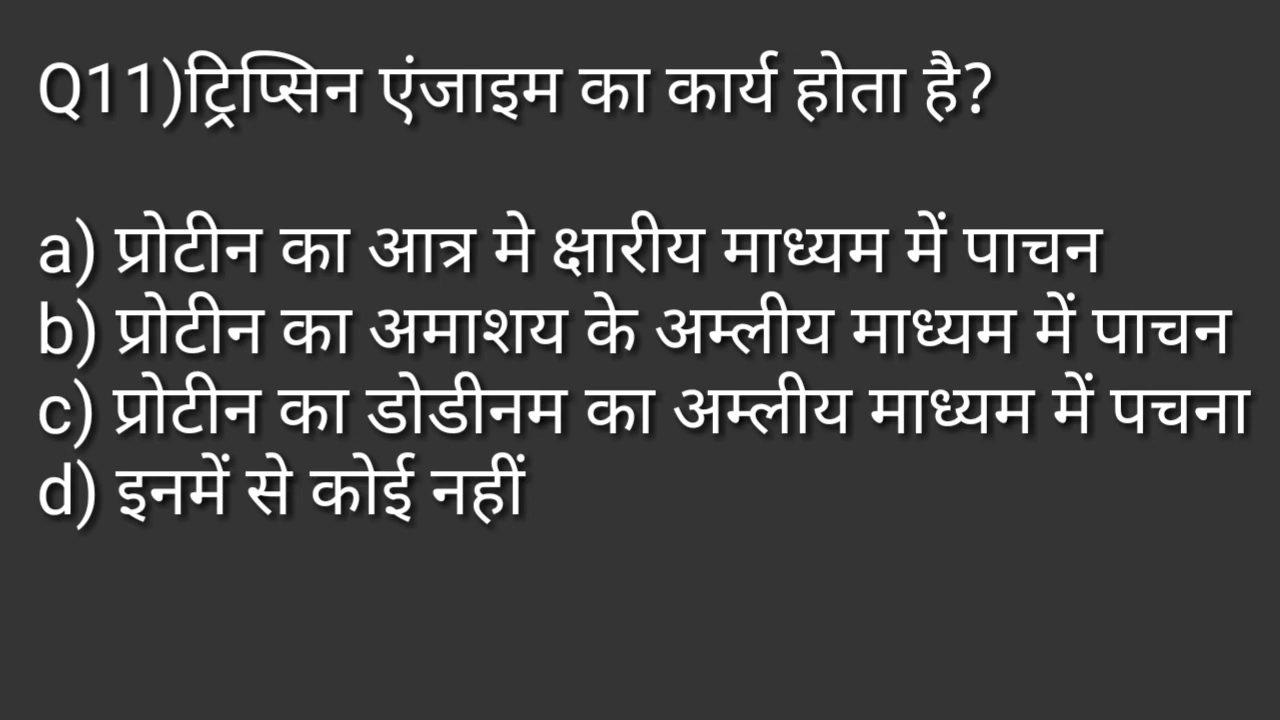 Q11)ट्रिप्सिन एंजाइम का कार्य होता है?
a) प्रोटीन का आत्र मे क्षारीय माध्यम में पाचन
b) प्रोटीन का अमाशय के अम्लीय माध्यम में पाचन
c) प्रोटीन का डोडीनम का अम्लीय माध्यम में पचना
d) इनमें से कोई नहीं